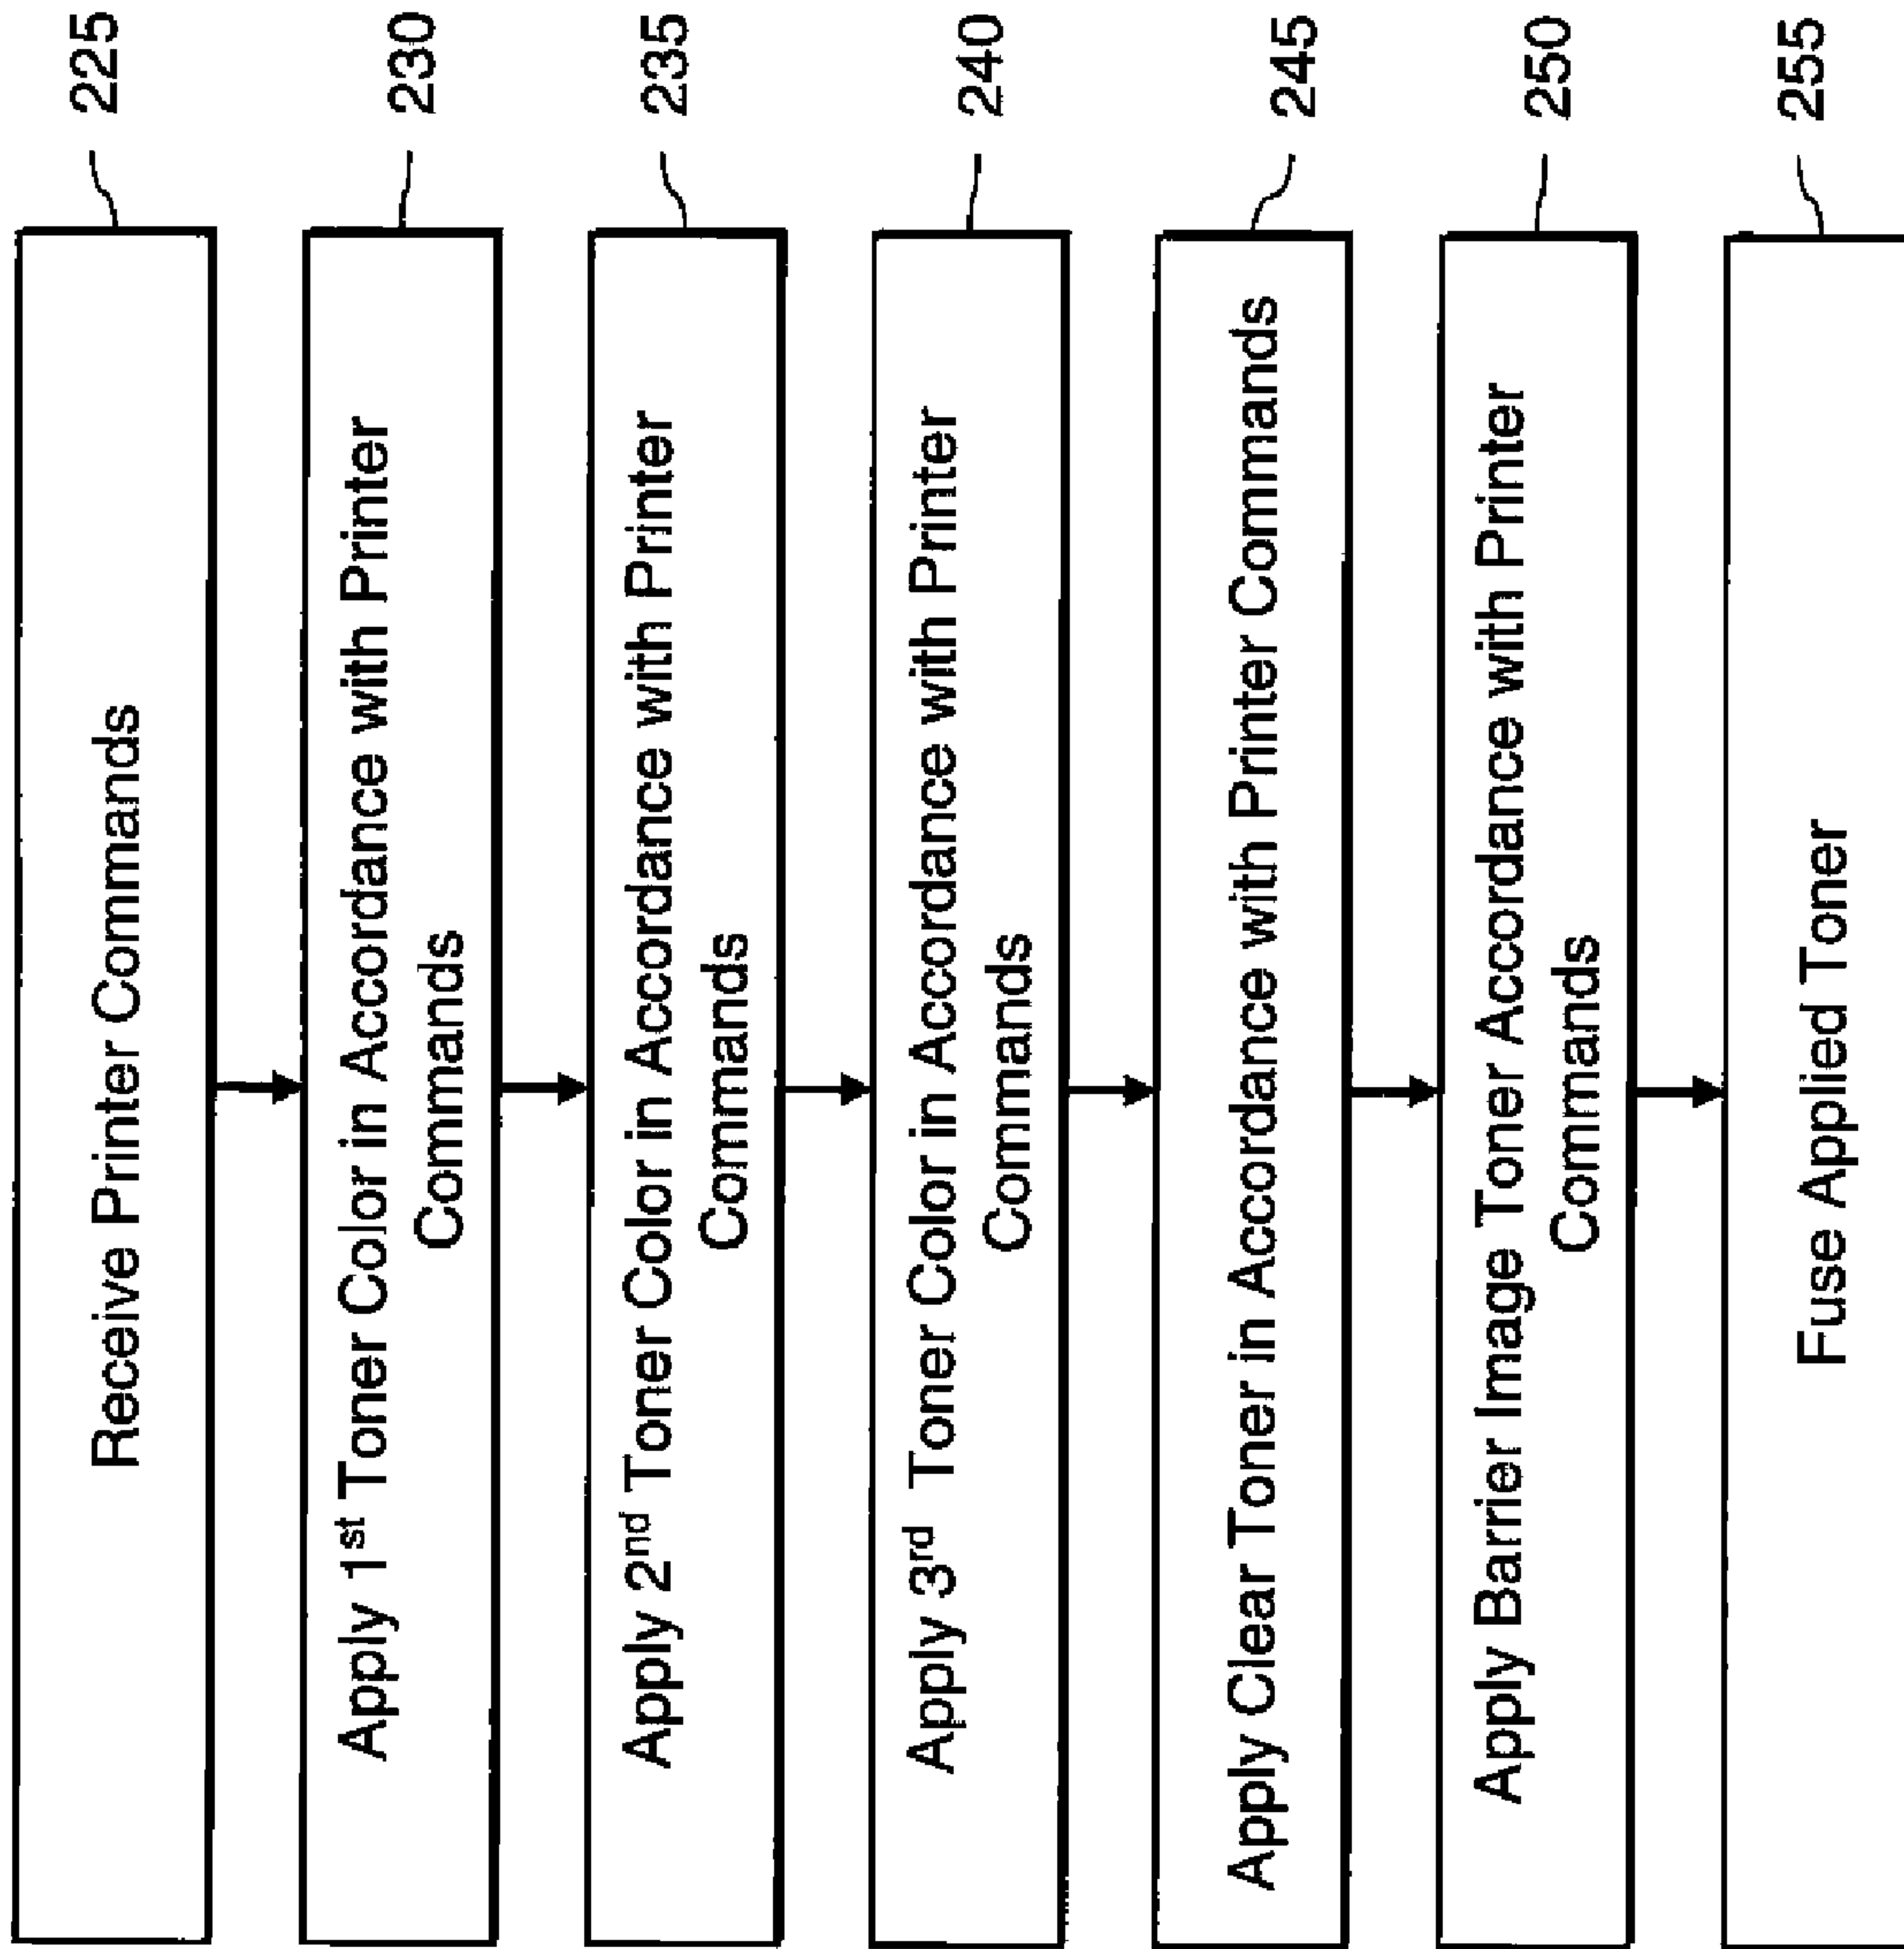 Receive Printer Commands
225
Apply 1st Toner Color in Accordance with Printer
Commands
230
Apply 2nd Toner Color in Accordance with Printer
Commands
235
Apply 3rd Toner Color in Accordance with Printer
Commands
240
Apply Clear Toner in Accordance with Printer Commands
245
Apply Barrier Image Toner Accordance with Printer
Commands
250
Fuse Applied Toner
255